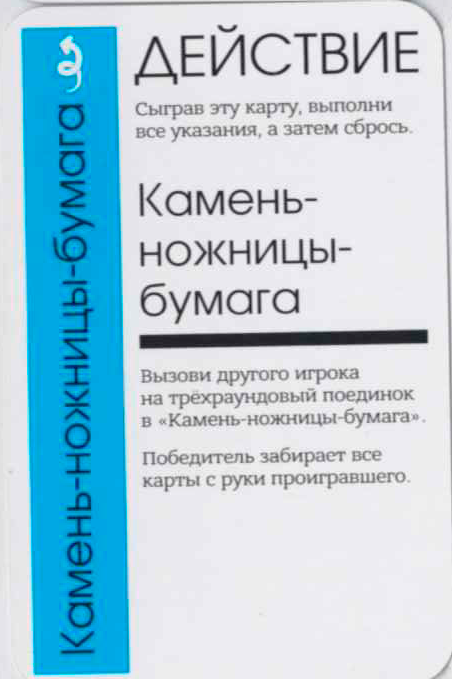 Камень-ножницы-бумага
ДЕЙСТВИЕ
Сыграв эту карту, выполни
все указания, а затем сбрось.
Камень-
ножницы-
бумага
Вызови другого игрока
на трёхраундовый поединок
в «Камень-ножницы-бумага».
Победитель забирает все
карты с руки проигравшего.